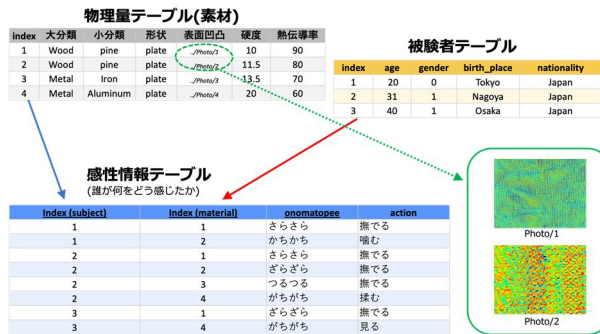 物理量テーブル(素材)
index 大分類 小分類 形状 表面凹凸 硬度 熱伝導率
1 Wood pine plate ../Photo/1 10 90
2 Wood pine plate ../Photo/2 11.5 80
3 Metal Iron plate ../Photo/3 13.5 70
4 Metal Aluminum plate ../Photo/4 20 60
被験者テーブル
index age gender birth_place nationality
1 20 0 Tokyo Japan
2 31 1 Nagoya Japan
3 40 1 Osaka Japan
感性情報テーブル
(誰が何をどう感じたか)
Index (subject) Index (material) onomatopee action
1 1 さらさら 撫でる
1 2 かちかち 噛む
2 1 さらさら 撫でる
2 2 ざらざら 撫でる
2 3 つるつる 撫でる
2 4 がちがち 揉む
3 1 ざらざら 撫でる
3 4 がちがち 見る
Photo/1
Photo/2